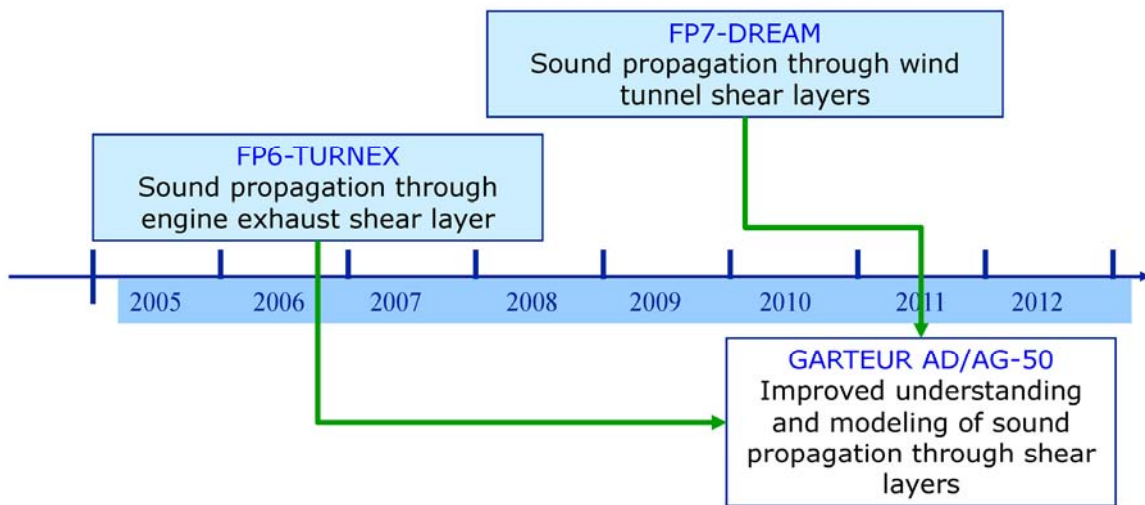 FP7-DREAM
Sound propagation through wind
tunnel shear layers
FP6-TURNEX
Sound propagation through
engine exhaust shear layer
2005 2006 2007 2008 2009 2010 2011 2012
GARTEUR AD/AG-50
Improved understanding
and modeling of sound
propagation through shear
layers